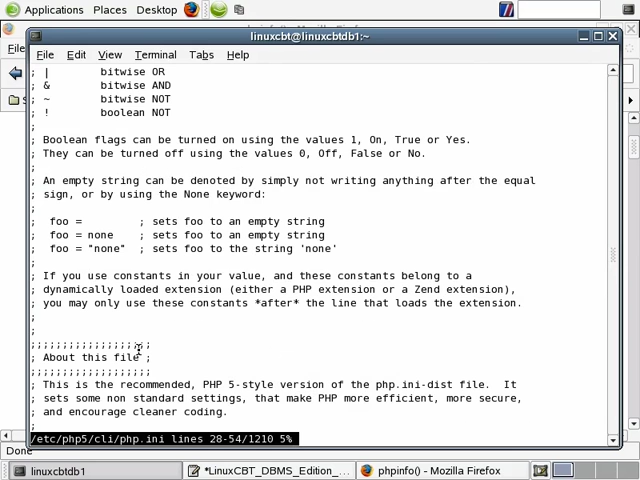 Applications Places Desktop
linuxcbt@linuxcbtdb1:~
File Edit View Terminal Tabs Help
; | bitwise OR
; & bitwise AND
; ~ bitwise NOT
; ! boolean NOT
;
; Boolean flags can be turned on using the values 1, On, True or Yes.
; They can be turned off using the values 0, Off, False or No.
;
; An empty string can be denoted by simply not writing anything after the equal
; sign, or by using the None keyword:
;
; foo = ; sets foo to an empty string
; foo = none ; sets foo to an empty string
; foo = "none" ; sets foo to the string 'none'
;
; If you use constants in your value, and these constants belong to a
; dynamically loaded extension (either a PHP extension or a Zend extension),
; you may only use these constants *after* the line that loads the extension.
;
;
;;;;;;;;;;;;;;;;;;;
; About this file ;
;;;;;;;;;;;;;;;;;;;
; This is the recommended, PHP 5-style version of the php.ini-dist file. It
; sets some non standard settings, that make PHP more efficient, more secure,
; and encourage cleaner coding.
;
/etc/php5/cli/php.ini lines 28-54/1210 5%
Done
linuxcbtdb1 *LinuxCBT_DBMS_Edition_... phpinfo() - Mozilla Firefox